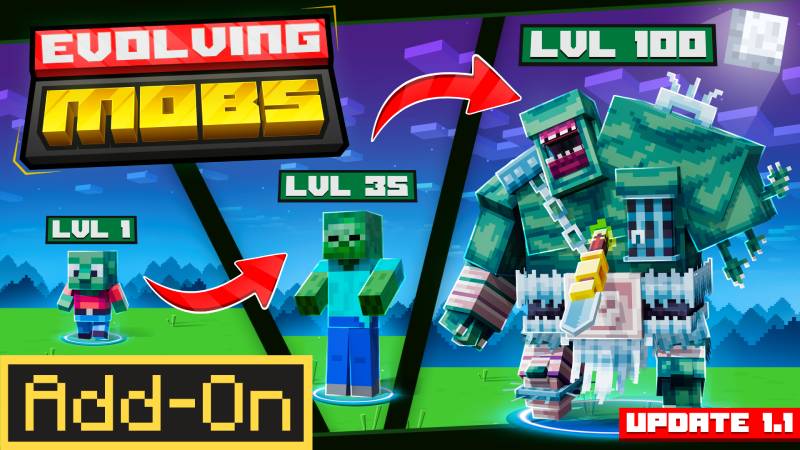 EVOLVING
MOBS
LVL 1
LVL 35
LVL 100
Add-On
UPDATE 1.1